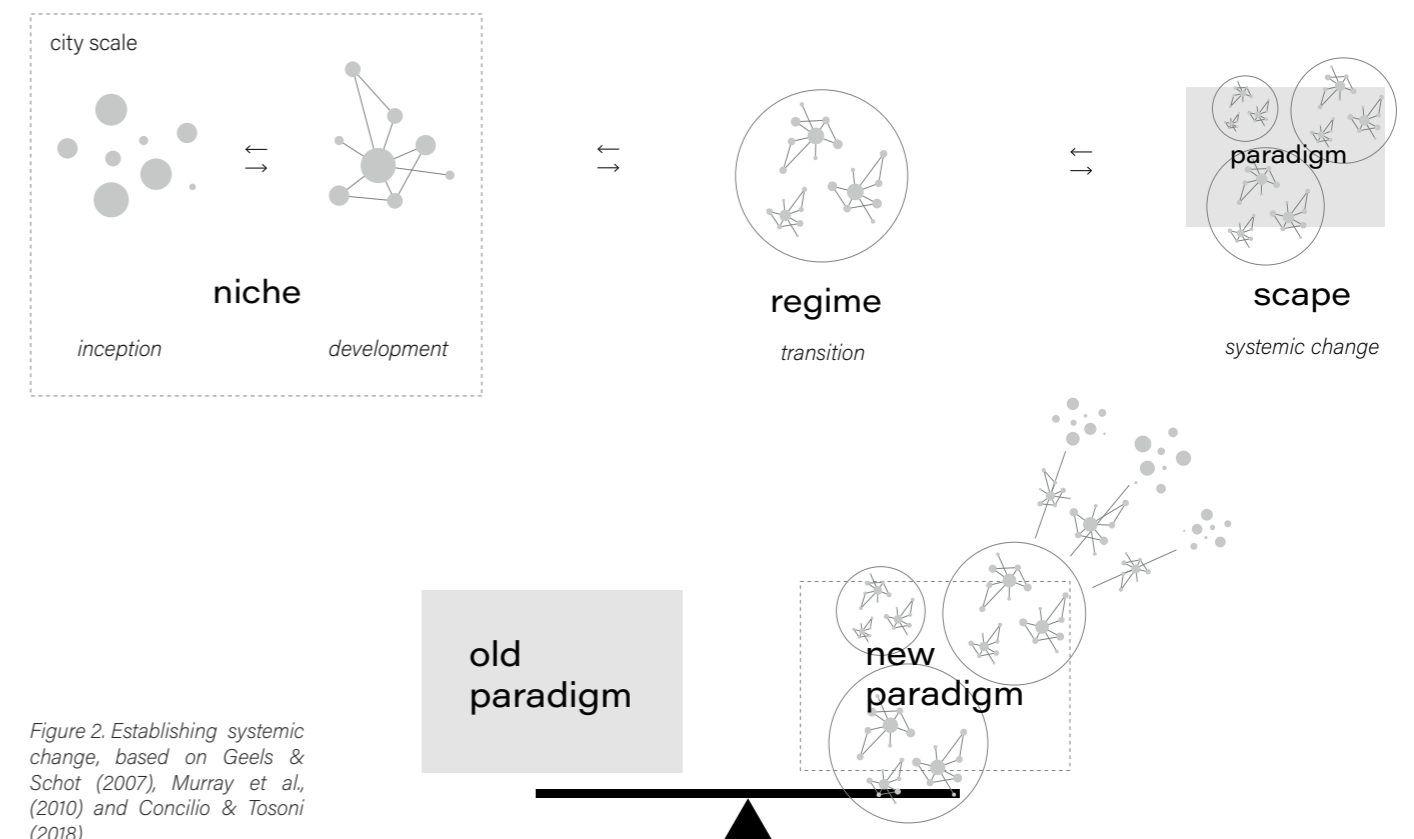 city scale
niche
inception
development
regime
transition
paradigm
scape
systemic change
old
paradigm
new
paradigm
Figure 2. Establishing systemic
change, based on Geels &
Schot (2007), Murray et al.,
(2010) and Concilio & Tosoni
(2018)